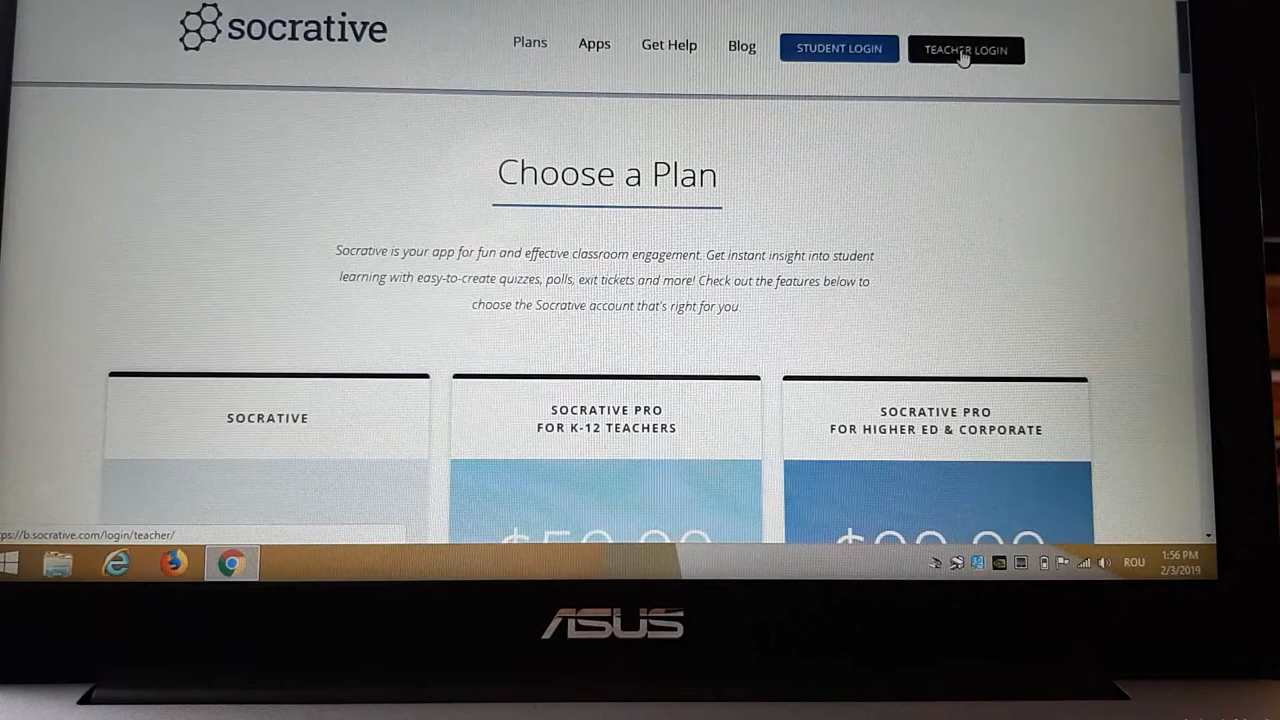 socrative
Plans
Apps
Get Help
Blog
STUDENT LOGIN
TEACHER LOGIN
Choose a Plan
Socrative is your app for fun and effective classroom engagement. Get instant insight into student
learning with easy-to-create quizzes, polls, exit tickets and more! Check out the features below to
choose the Socrative account that's right for you.
SOCRATIVE
SOCRATIVE PRO
FOR K-12 TEACHERS
SOCRATIVE PRO
FOR HIGHER ED & CORPORATE
ps://b.socrative.com/login/teacher/
ROU
1:56 PM
2/3/2019
ASUS